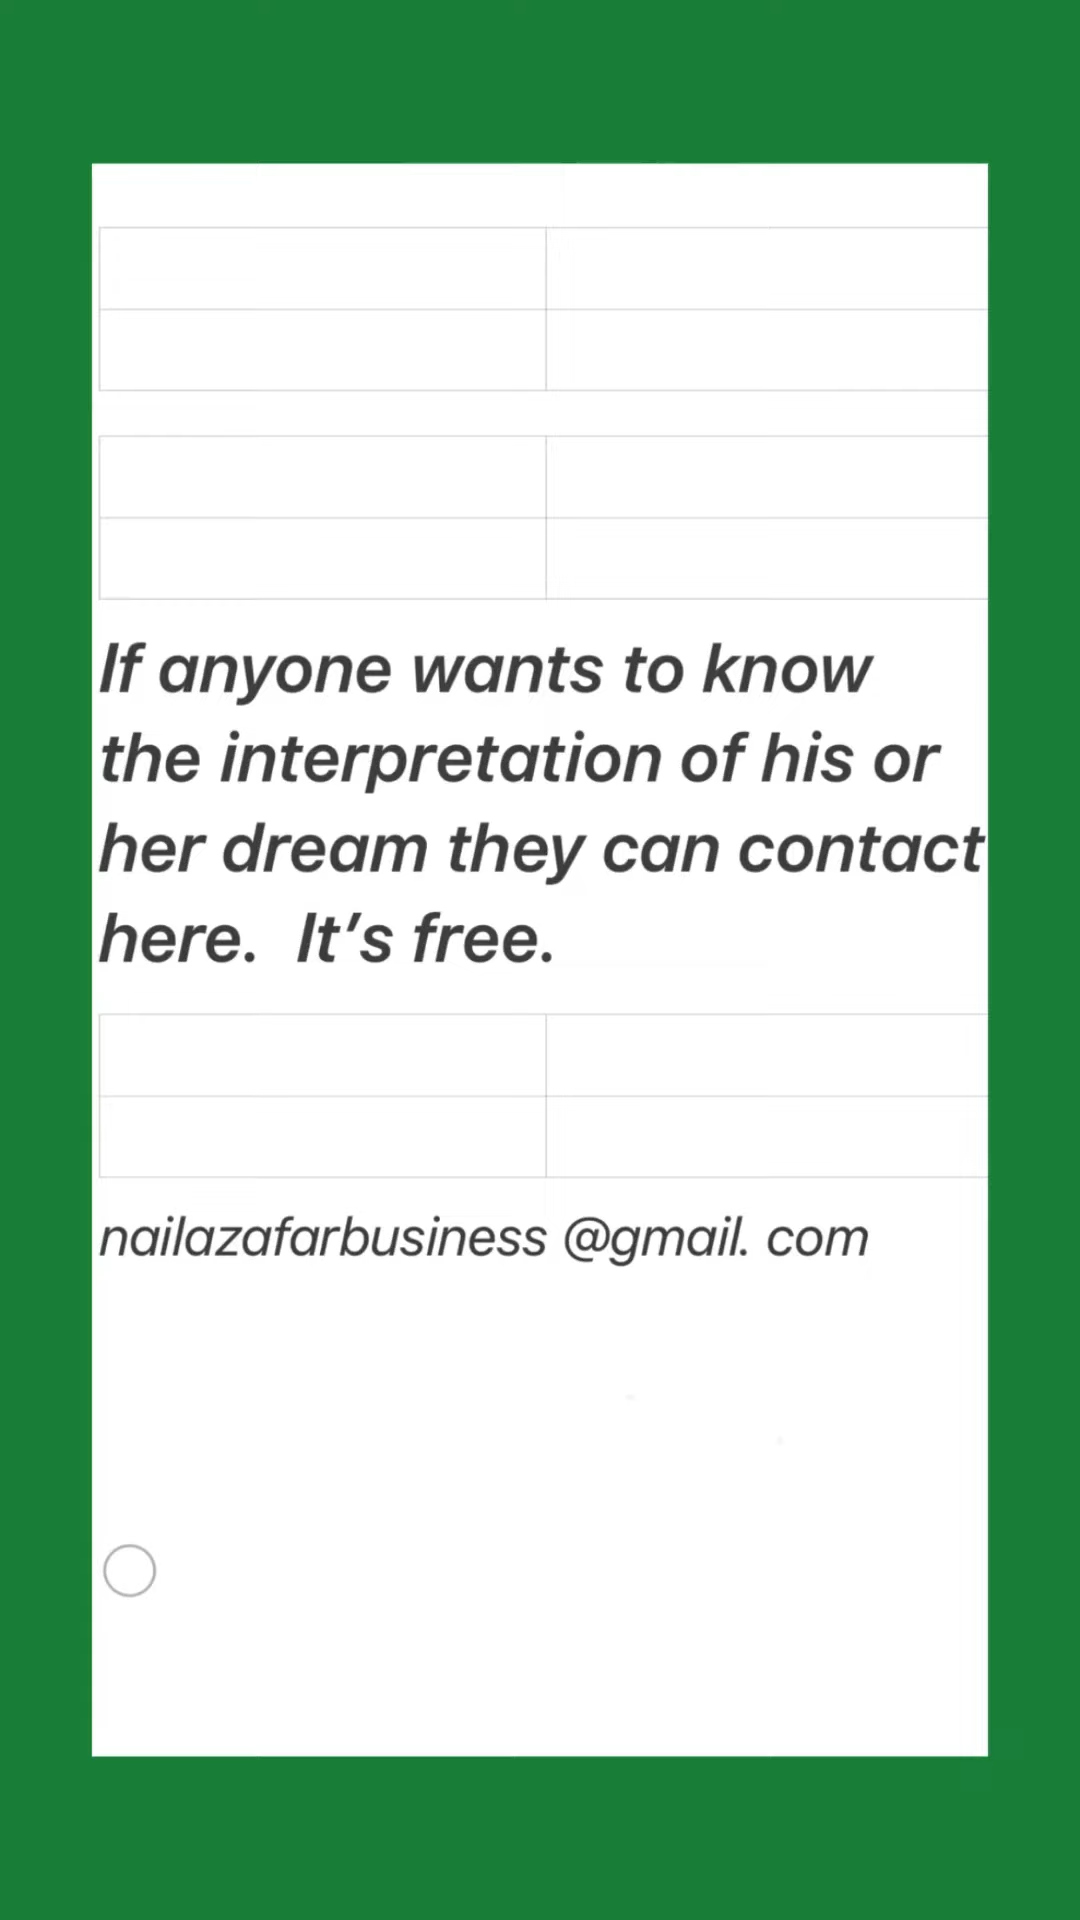 If anyone wants to know
the interpretation of his or
her dream they can contact
here.  It’s free.
nailazafarbusiness @gmail. com